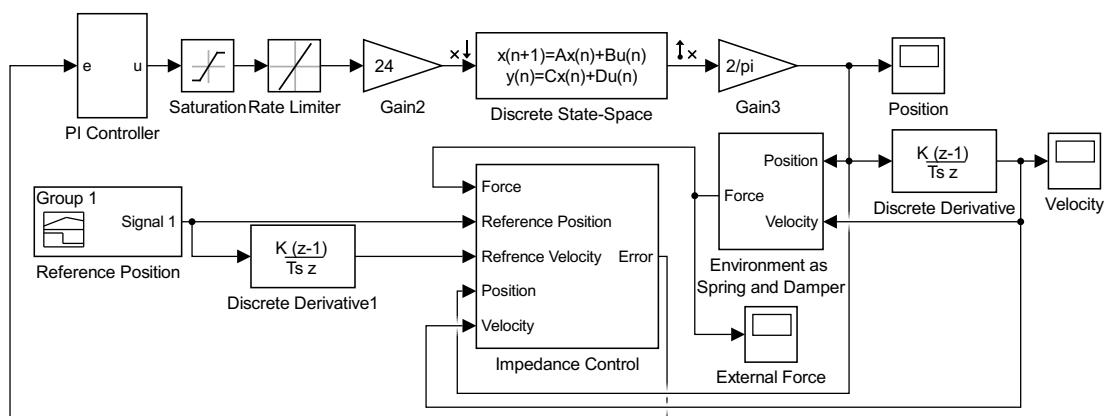 e
u
PI Controller
Saturation
Rate Limiter
24
Gain2
x(n+1)=Ax(n)+Bu(n)
y(n)=Cx(n)+Du(n)
Discrete State-Space
2/pi
Gain3
Position
Position
Force
Velocity
Environment as
Spring and Damper
K (z-1)
Ts z
Discrete Derivative
Velocity
Group 1
Signal 1
Reference Position
K (z-1)
Ts z
Discrete Derivative1
Force
Reference Position
Refrence Velocity
Error
Position
Velocity
Impedance Control
External Force